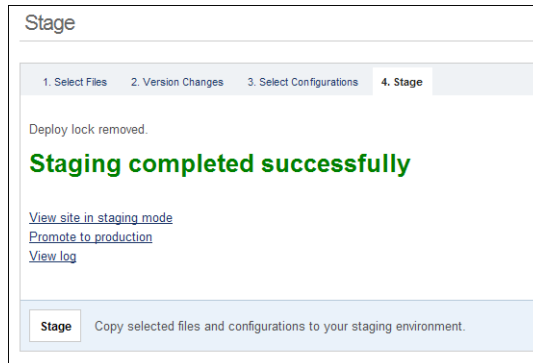 Stage
1. Select Files 2. Version Changes 3. Select Configurations 4. Stage
Deploy lock removed.
Staging completed successfully
View site in staging mode
Promote to production
View log
Stage Copy selected files and configurations to your staging environment.